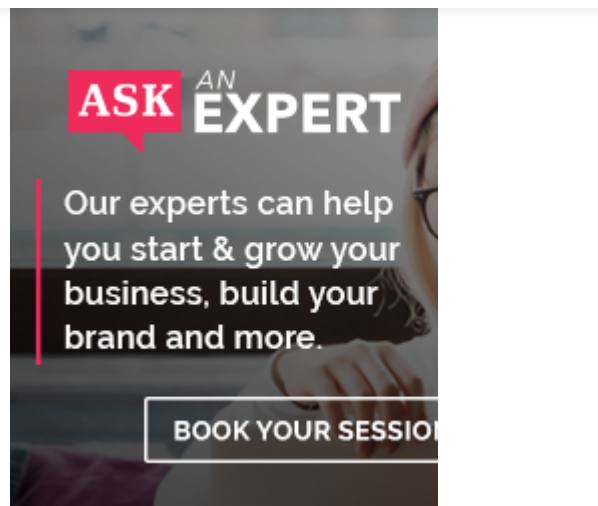 ASK AN EXPERT
Our experts can help
you start & grow your
business, build your
brand and more.
BOOK YOUR SESSIO